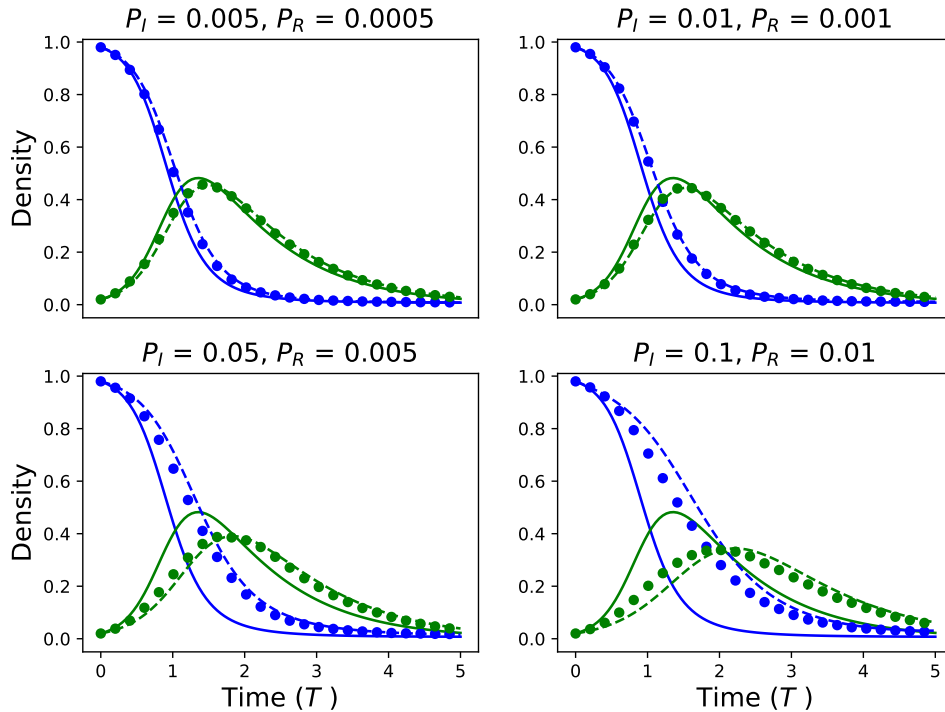 P_I = 0.005, P_R = 0.0005
P_I = 0.01, P_R = 0.001
Density
1.0
0.8
0.6
0.4
0.2
0.0
1.0
0.8
0.6
0.4
0.2
0.0
P_I = 0.05, P_R = 0.005
P_I = 0.1, P_R = 0.01
Density
1.0
0.8
0.6
0.4
0.2
0.0
1.0
0.8
0.6
0.4
0.2
0.0
0 1 2 3 4 5
0 1 2 3 4 5
Time (T )
Time (T )